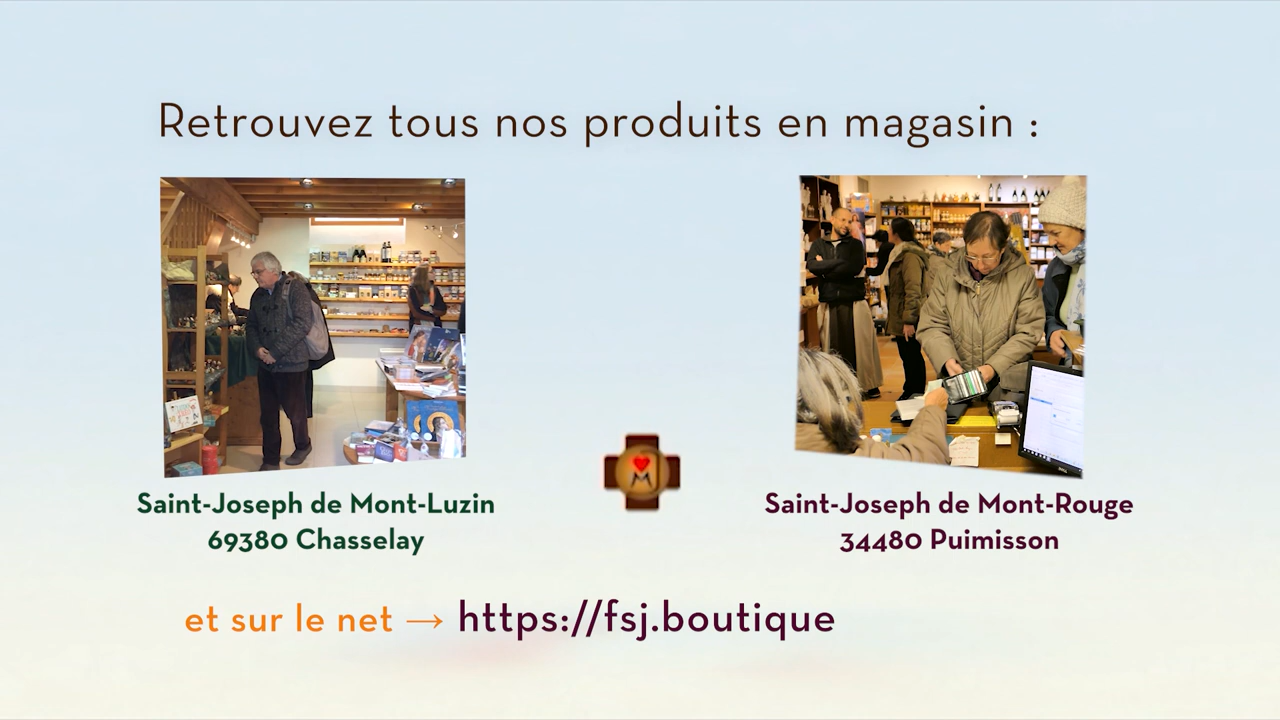 Retrouvez tous nos produits en magasin :
Saint-Joseph de Mont-Luzin
69380 Chasselay
Saint-Joseph de Mont-Rouge
34480 Puimisson
et sur le net → https://fsj.boutique